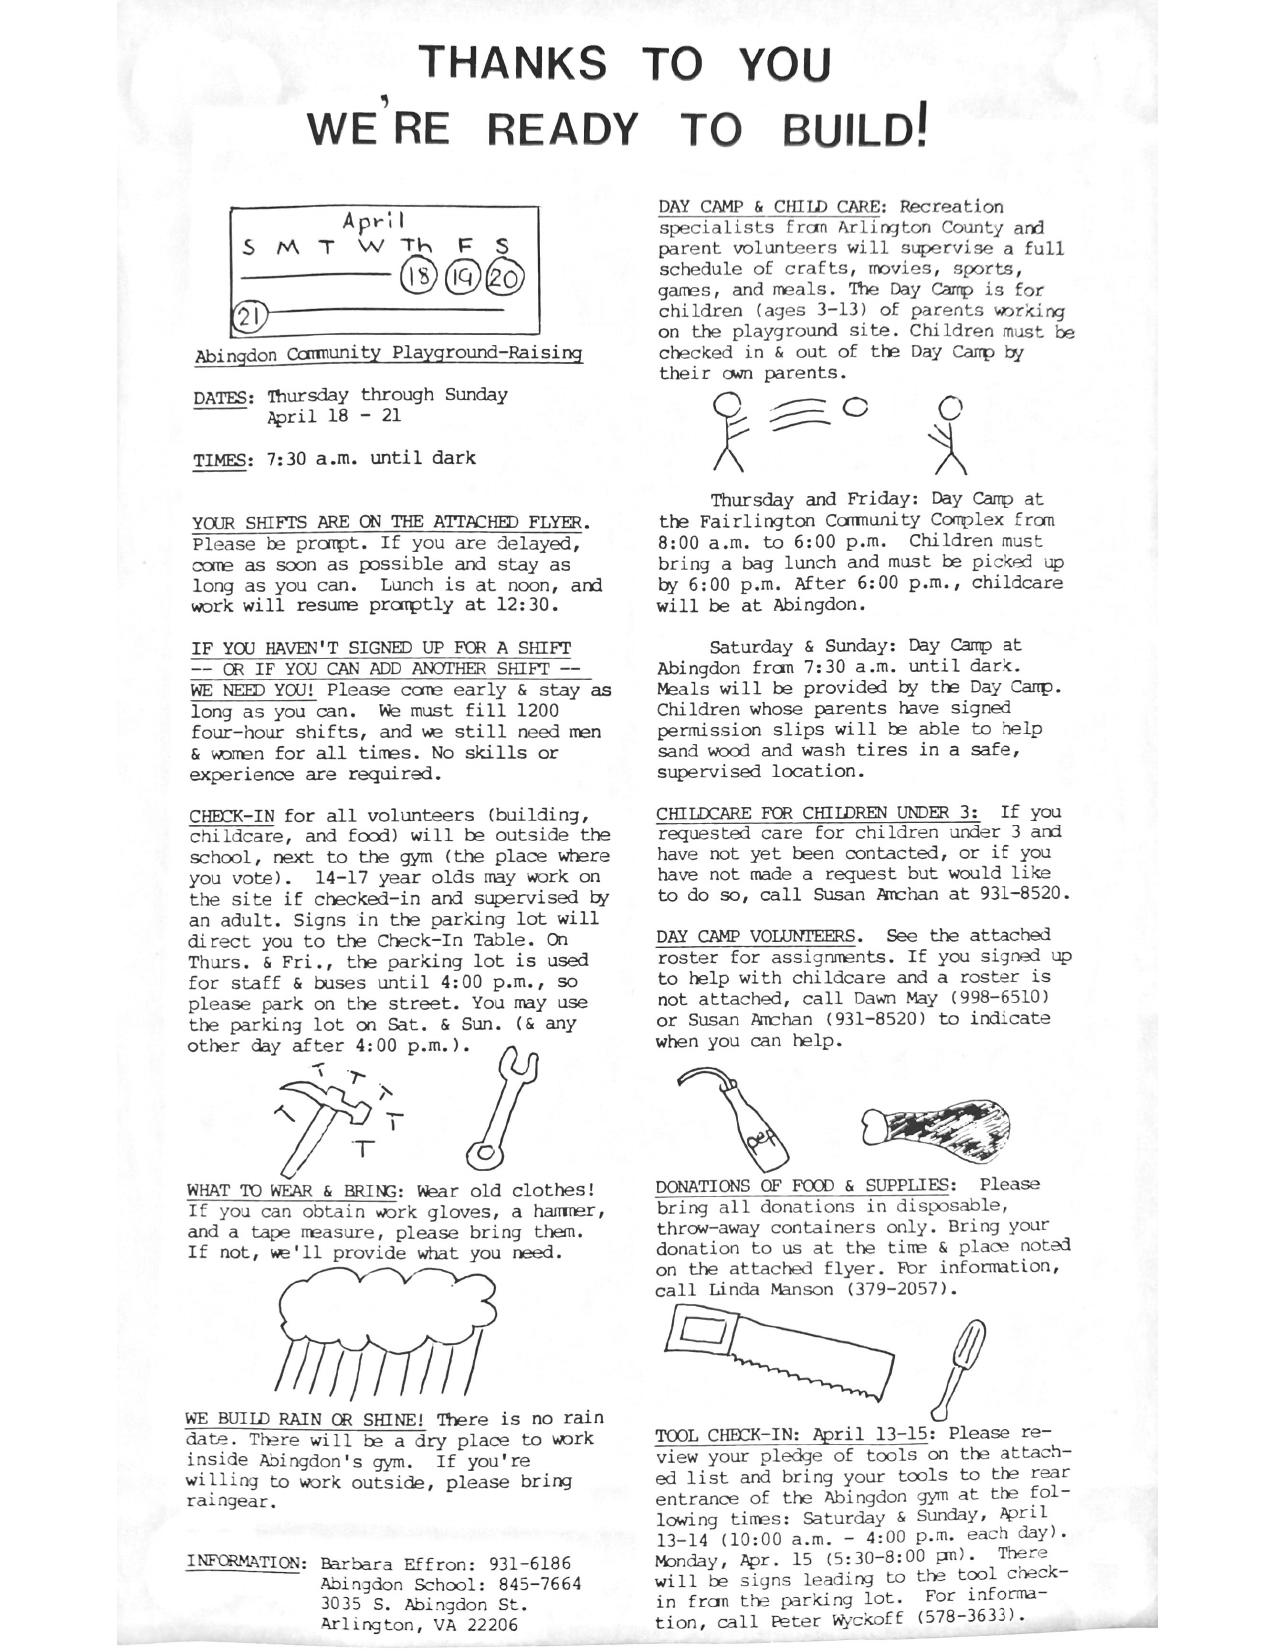 THANKS TO YOU
WE'RE READY TO BUILD!
April
S M T W Th F S
18 19 20
21
Abingdon Community Playground-Raising
DATES: Thursday through Sunday
April 18 - 21
TIMES: 7:30 a.m. until dark
YOUR SHIFTS ARE ON THE ATTACHED FLYER.
Please be prompt. If you are delayed,
come as soon as possible and stay as
long as you can. Lunch is at noon, and
work will resume promptly at 12:30.
IF YOU HAVEN'T SIGNED UP FOR A SHIFT
-- OR IF YOU CAN ADD ANOTHER SHIFT --
WE NEED YOU! Please come early & stay as
long as you can. We must fill 1200
four-hour shifts, and we still need men
& women for all times. No skills or
experience are required.
CHECK-IN for all volunteers (building,
childcare, and food) will be outside the
school, next to the gym (the place where
you vote). 14-17 year olds may work on
the site if checked-in and supervised by
an adult. Signs in the parking lot will
direct you to the Check-In Table. On
Thurs. & Fri., the parking lot is used
for staff & buses until 4:00 p.m., so
please park on the street. You may use
the parking lot on Sat. & Sun. (& any
other day after 4:00 p.m.).
WHAT TO WEAR & BRING: Wear old clothes!
If you can obtain work gloves, a hammer,
and a tape measure, please bring them.
If not, we'll provide what you need.
WE BUILD RAIN OR SHINE! There is no rain
date. There will be a dry place to work
inside Abingdon's gym. If you're
willing to work outside, please bring
raingear.
INFORMATION: Barbara Effron: 931-6186
Abingdon School: 845-7664
3035 S. Abingdon St.
Arlington, VA 22206
DAY CAMP & CHILD CARE: Recreation
specialists from Arlington County and
parent volunteers will supervise a full
schedule of crafts, movies, sports,
games, and meals. The Day Camp is for
children (ages 3-13) of parents working
on the playground site. Children must be
checked in & out of the Day Camp by
their own parents.
Thursday and Friday: Day Camp at
the Fairlington Community Complex from
8:00 a.m. to 6:00 p.m. Children must
bring a bag lunch and must be picked up
by 6:00 p.m. After 6:00 p.m., childcare
will be at Abingdon.
Saturday & Sunday: Day Camp at
Abingdon from 7:30 a.m. until dark.
Meals will be provided by the Day Camp.
Children whose parents have signed
permission slips will be able to help
sand wood and wash tires in a safe,
supervised location.
CHILDCARE FOR CHILDREN UNDER 3: If you
requested care for children under 3 and
have not yet been contacted, or if you
have not made a request but would like
to do so, call Susan Amchan at 931-8520.
DAY CAMP VOLUNTEERS. See the attached
roster for assignments. If you signed up
to help with childcare and a roster is
not attached, call Dawn May (998-6510)
or Susan Amchan (931-8520) to indicate
when you can help.
pep
DONATIONS OF FOOD & SUPPLIES: Please
bring all donations in disposable,
throw-away containers only. Bring your
donation to us at the time & place noted
on the attached flyer. For information,
call Linda Manson (379-2057).
TOOL CHECK-IN: April 13-15: Please re-
view your pledge of tools on the attach-
ed list and bring your tools to the rear
entrance of the Abingdon gym at the fol-
lowing times: Saturday & Sunday, April
13-14 (10:00 a.m. - 4:00 p.m. each day).
Monday, Apr. 15 (5:30-8:00 pm). There
will be signs leading to the tool check-
in from the parking lot. For informa-
tion, call Peter Wyckoff (578-3633).